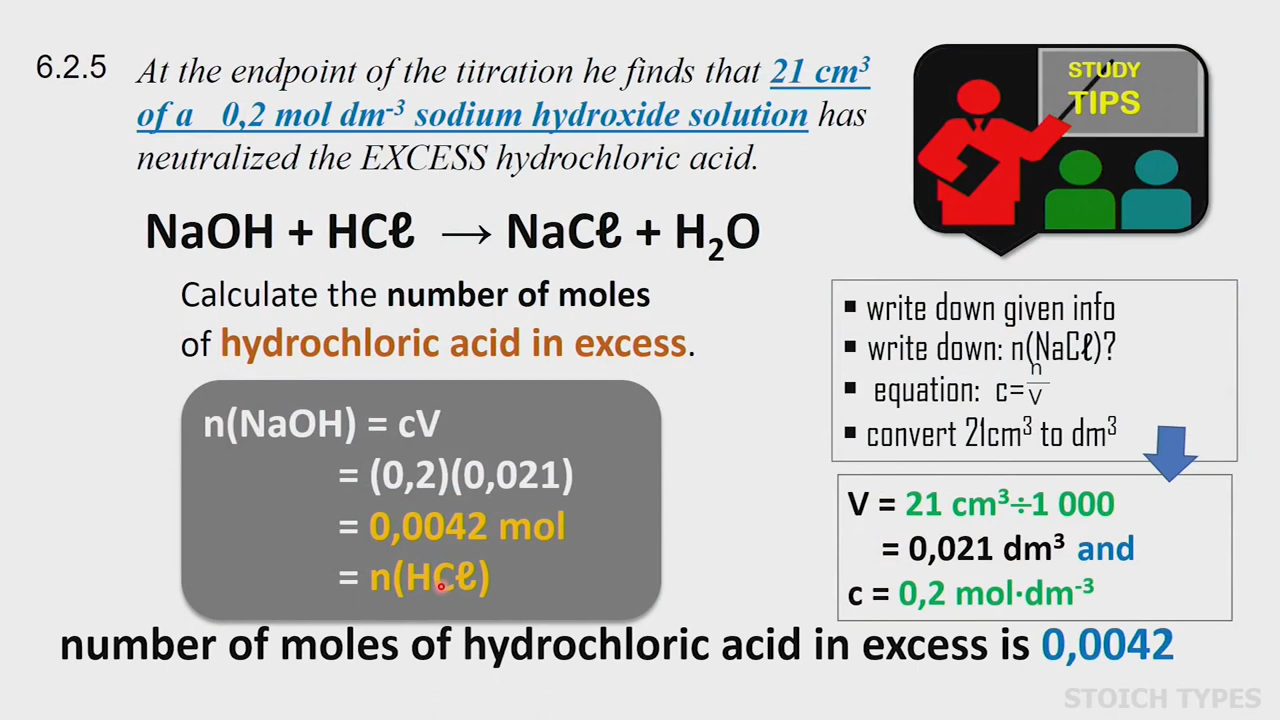 6.2.5
At the endpoint of the titration he finds that 21 cm³
of a 0,2 mol dm⁻³ sodium hydroxide solution has
neutralized the EXCESS hydrochloric acid.
STUDY
TIPS
NaOH + HCℓ → NaCℓ + H₂O
Calculate the number of moles
of hydrochloric acid in excess.
▪ write down given info
▪ write down: n(NaCℓ)?
▪ equation: c=n/V
▪ convert 21cm³ to dm³
n(NaOH) = cV
= (0,2)(0,021)
= 0,0042 mol
= n(HCℓ)
V = 21 cm³÷1 000
= 0,021 dm³ and
c = 0,2 mol·dm⁻³
number of moles of hydrochloric acid in excess is 0,0042
STOICH TYPES